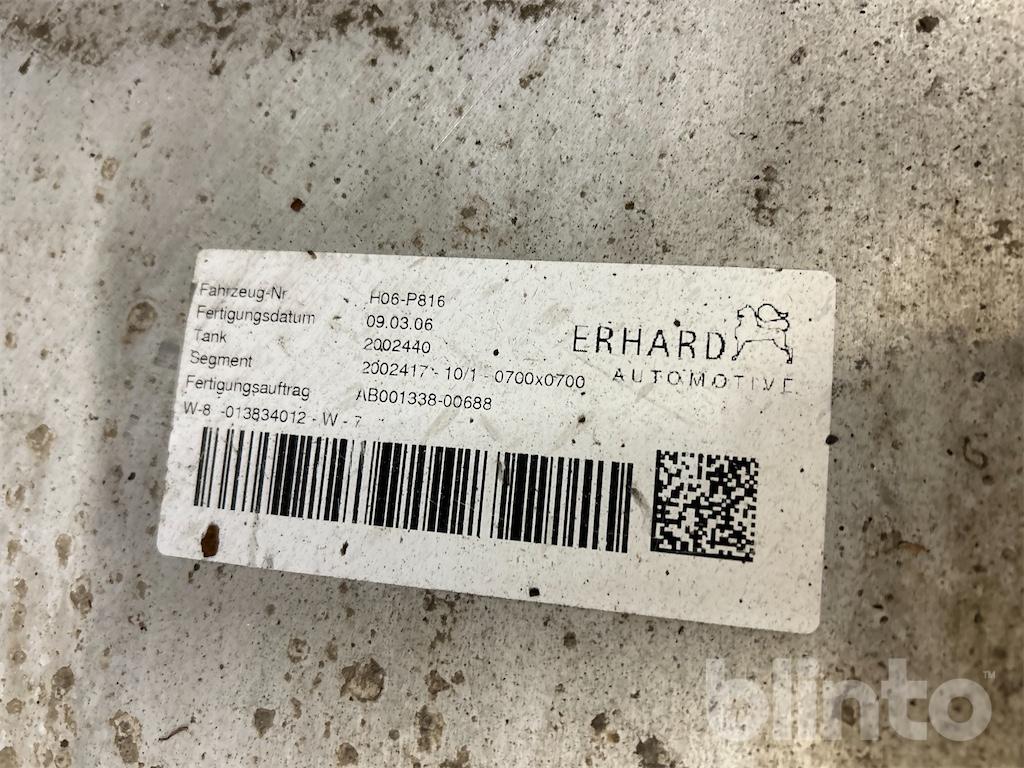 Fahrzeug-Nr H06-P816
Fertigungsdatum 09.03.06
Tank 2002440
Segment 2002417 - 10/1 - 0700x0700
Fertigungsauftrag AB001338-00688
W-8 -013834012 - W - 7
ERHARD
AUTOMOTIVE
blinto™